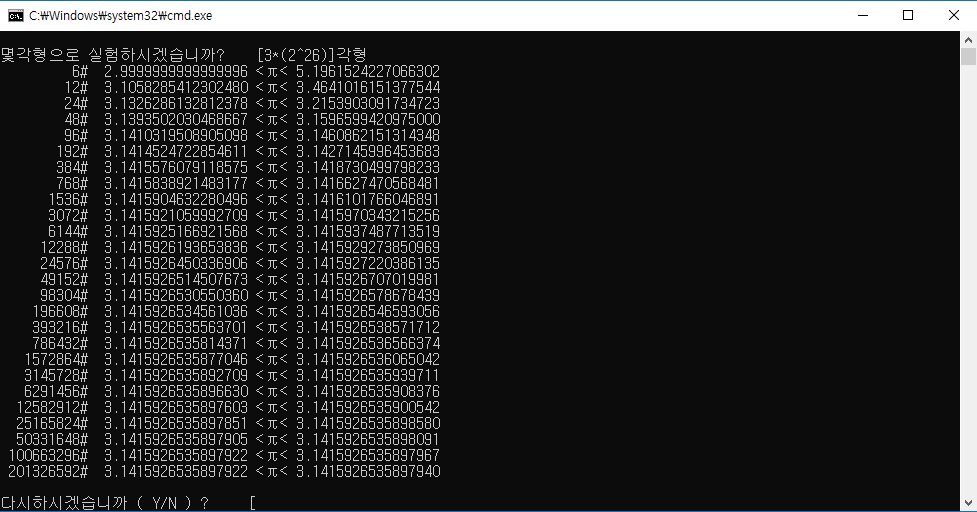 C:₩Windows₩system32₩cmd.exe
몇각형으로 실험하시겠습니까?    [3*(2^26)]각형
6#  2.9999999999999996 <π< 5.1961524227066302
12#  3.1058285412302480 <π< 3.4641016151377544
24#  3.1326286132812378 <π< 3.2153903091734723
48#  3.1393502030468667 <π< 3.1596599420975000
96#  3.1410319508905098 <π< 3.1460862151314348
192#  3.1414524722854611 <π< 3.1427145996453683
384#  3.1415576079118575 <π< 3.1418730499798233
768#  3.1415838921483177 <π< 3.1416627470568481
1536#  3.1415904632280496 <π< 3.1416101766046891
3072#  3.1415921059992709 <π< 3.1415970343215256
6144#  3.1415925166921568 <π< 3.1415937487713519
12288#  3.1415926193653836 <π< 3.1415929273850969
24576#  3.1415926450336906 <π< 3.1415927220386135
49152#  3.1415926514507673 <π< 3.1415926707019981
98304#  3.1415926530550360 <π< 3.1415926578678439
196608#  3.1415926534561036 <π< 3.1415926546593056
393216#  3.1415926535563701 <π< 3.1415926538571712
786432#  3.1415926535814371 <π< 3.1415926536566374
1572864#  3.1415926535877046 <π< 3.1415926536065042
3145728#  3.1415926535892709 <π< 3.1415926535939711
6291456#  3.1415926535896630 <π< 3.1415926535908376
12582912#  3.1415926535897603 <π< 3.1415926535900542
25165824#  3.1415926535897851 <π< 3.1415926535898580
50331648#  3.1415926535897905 <π< 3.1415926535898091
100663296#  3.1415926535897922 <π< 3.1415926535897967
201326592#  3.1415926535897922 <π< 3.1415926535897940
다시하시겠습니까 ( Y/N ) ?     [